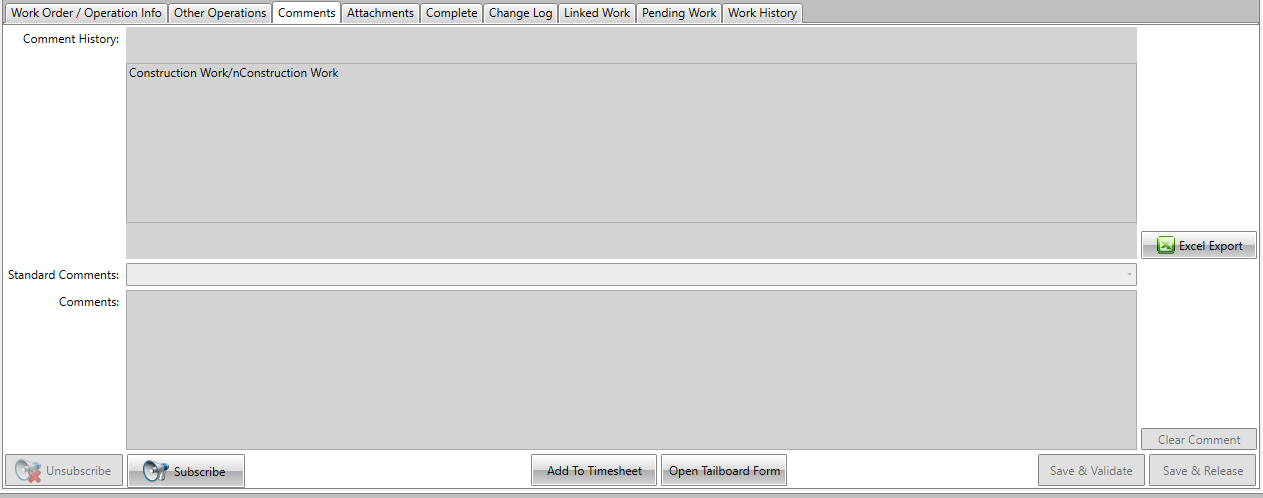 Work Order / Operation Info Other Operations Comments Attachments Complete Change Log Linked Work Pending Work Work History
Comment History:
Construction Work/nConstruction Work
Excel Export
Standard Comments:
Comments:
Clear Comment
Unsubscribe Subscribe Add To Timesheet Open Tailboard Form Save & Validate Save & Release